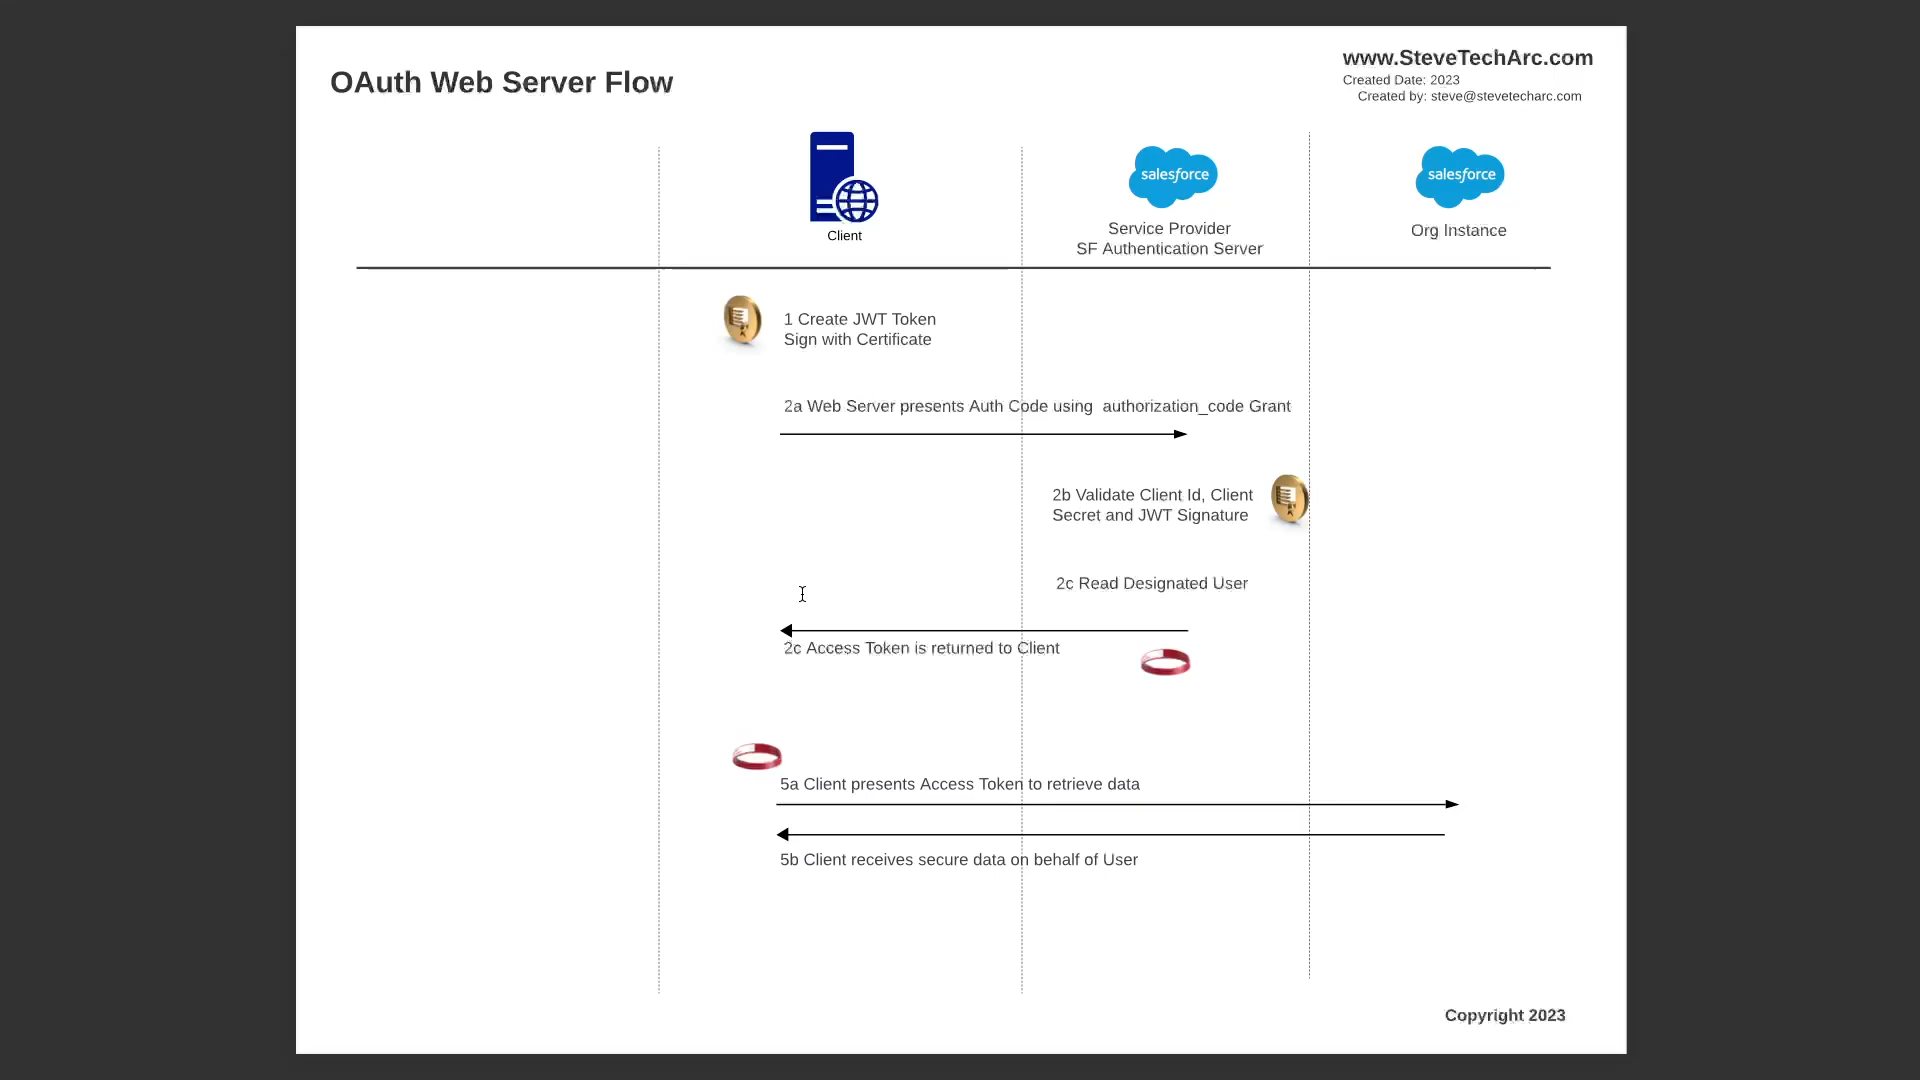 OAuth Web Server Flow
www.SteveTechArc.com
Created Date: 2023
Created by: steve@stevetecharc.com
Client
salesforce
Service Provider
SF Authentication Server
salesforce
Org Instance
1 Create JWT Token
Sign with Certificate
2a Web Server presents Auth Code using  authorization_code Grant
2b Validate Client Id, Client
Secret and JWT Signature
2c Read Designated User
2c Access Token is returned to Client
5a Client presents Access Token to retrieve data
5b Client receives secure data on behalf of User
Copyright 2023